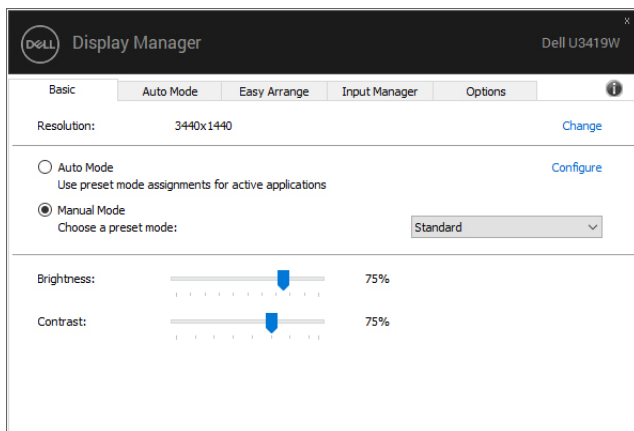 x
DELL Display Manager Dell U3419W
Basic Auto Mode Easy Arrange Input Manager Options i
Resolution: 3440x1440 Change
Auto Mode Configure
Use preset mode assignments for active applications
Manual Mode
Choose a preset mode: Standard
Brightness: 75%
Contrast: 75%